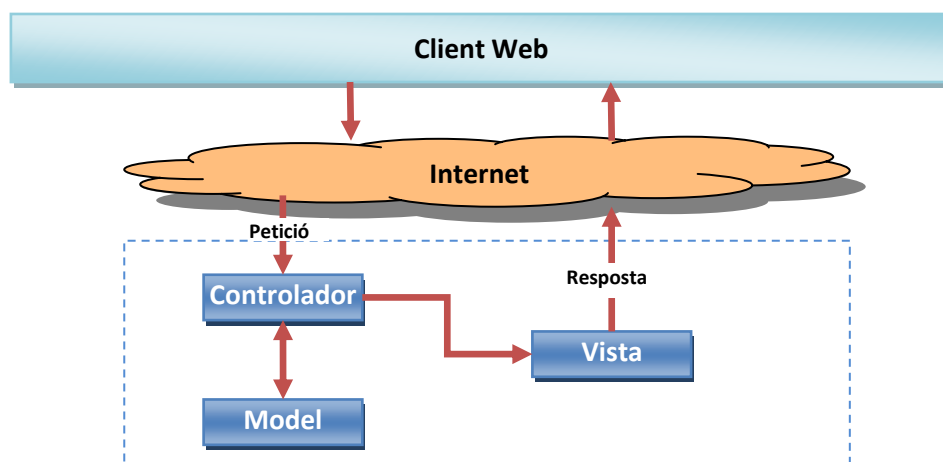 Client Web
Internet
Petició
Controlador
Resposta
Vista
Model